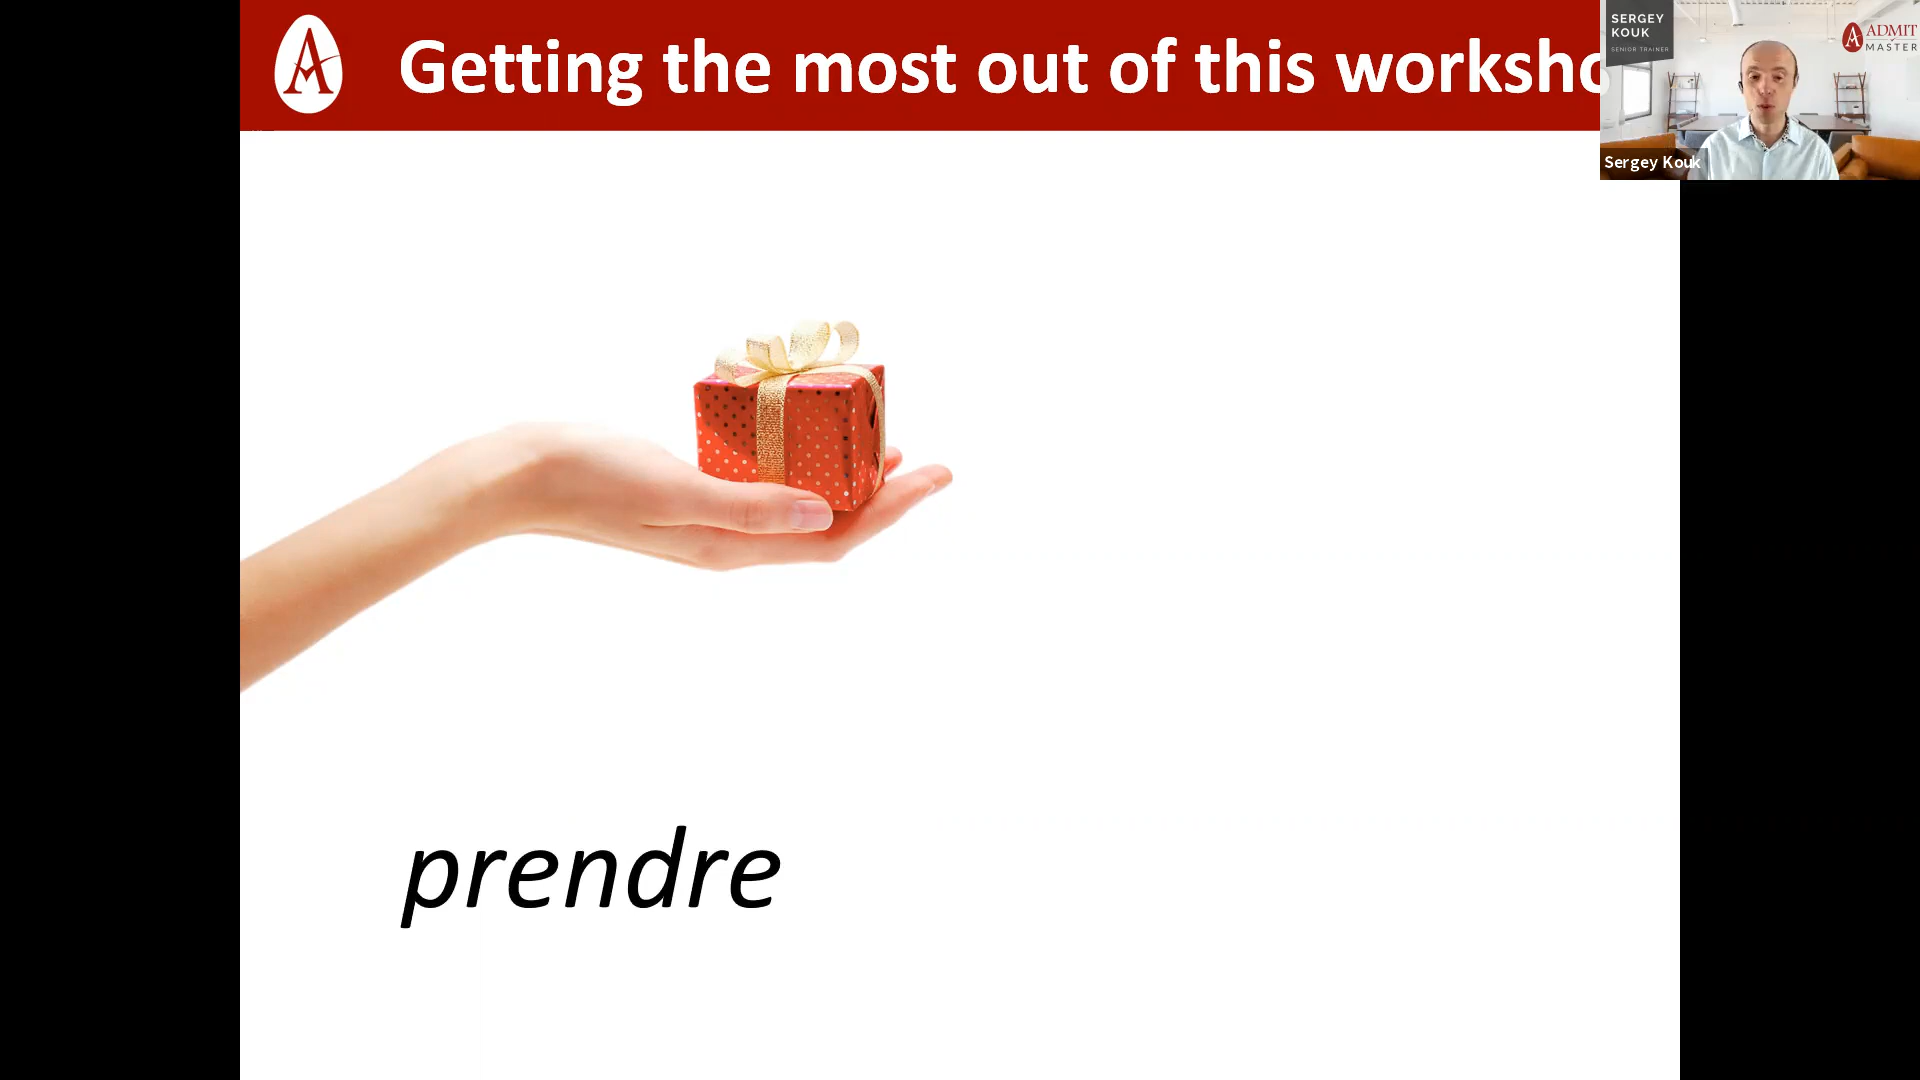 Getting the most out of this worksho
SERGEY
KOUK
SENIOR TRAINER
ADMIT
MASTER
Sergey Kouk
prendre